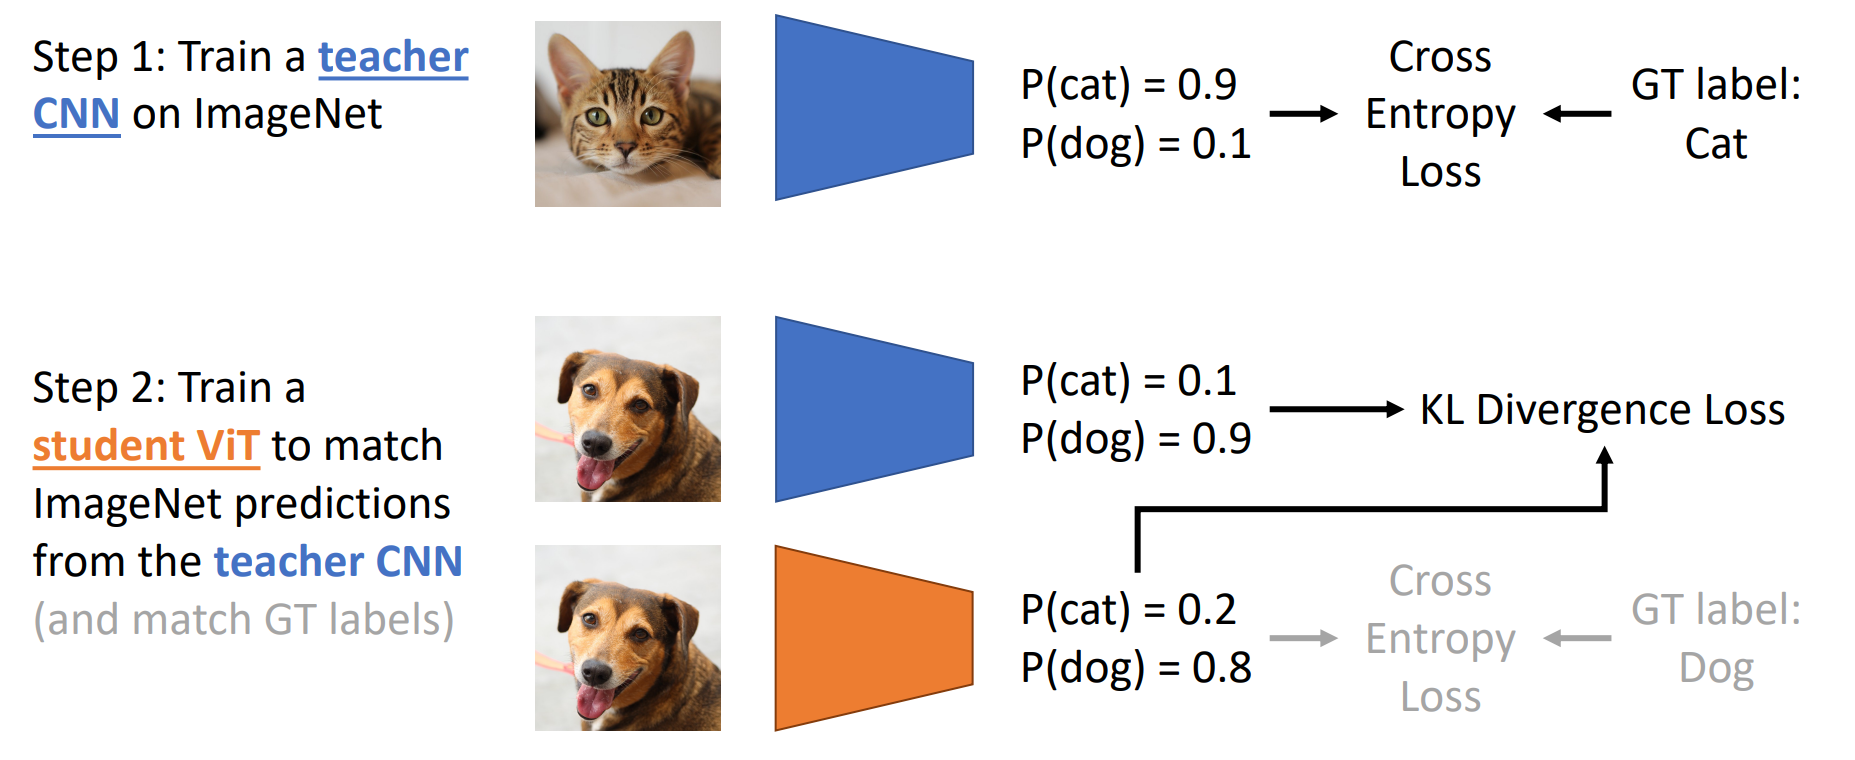 Step 1: Train a teacher
CNN on ImageNet
P(cat) = 0.9
P(dog) = 0.1
Cross
Entropy
Loss
GT label:
Cat
Step 2: Train a
student ViT to match
ImageNet predictions
from the teacher CNN
(and match GT labels)
P(cat) = 0.1
P(dog) = 0.9
KL Divergence Loss
P(cat) = 0.2
P(dog) = 0.8
Cross
Entropy
Loss
GT label:
Dog